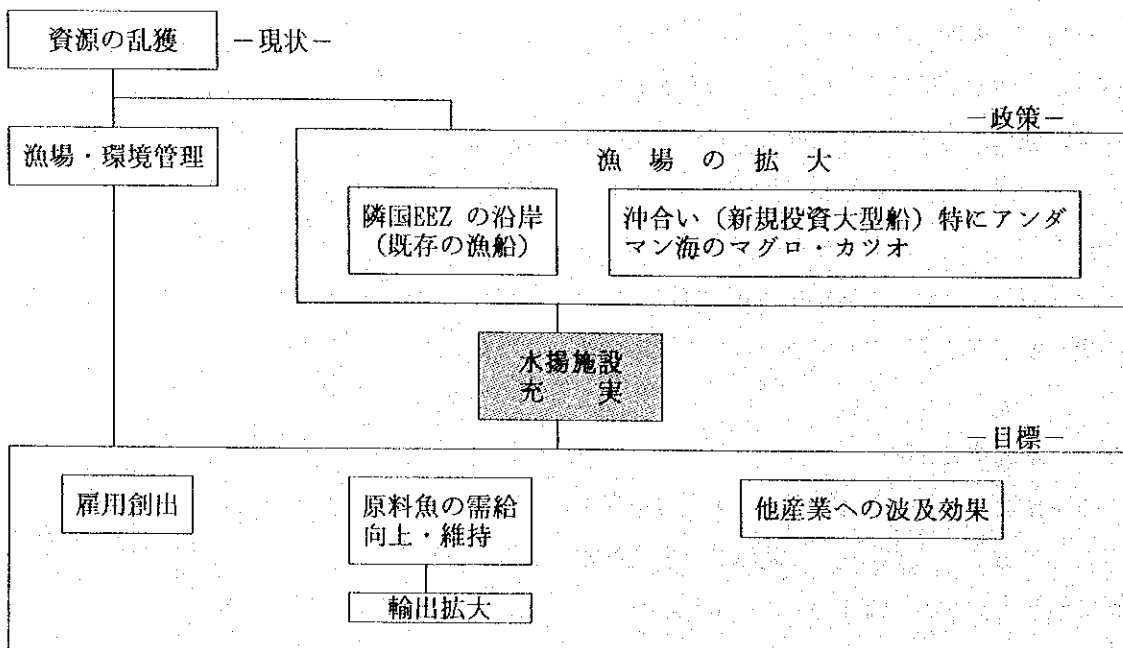 資源の乱獲
－現状－
－政策－
漁場・環境管理
漁場の拡大
隣国EEZ の沿岸
（既存の漁船）
沖合い（新規投資大型船）特にアンダ
マン海のマグロ・カツオ
水揚施設
充実
－目標－
雇用創出
原料魚の需給
向上・維持
他産業への波及効果
輸出拡大